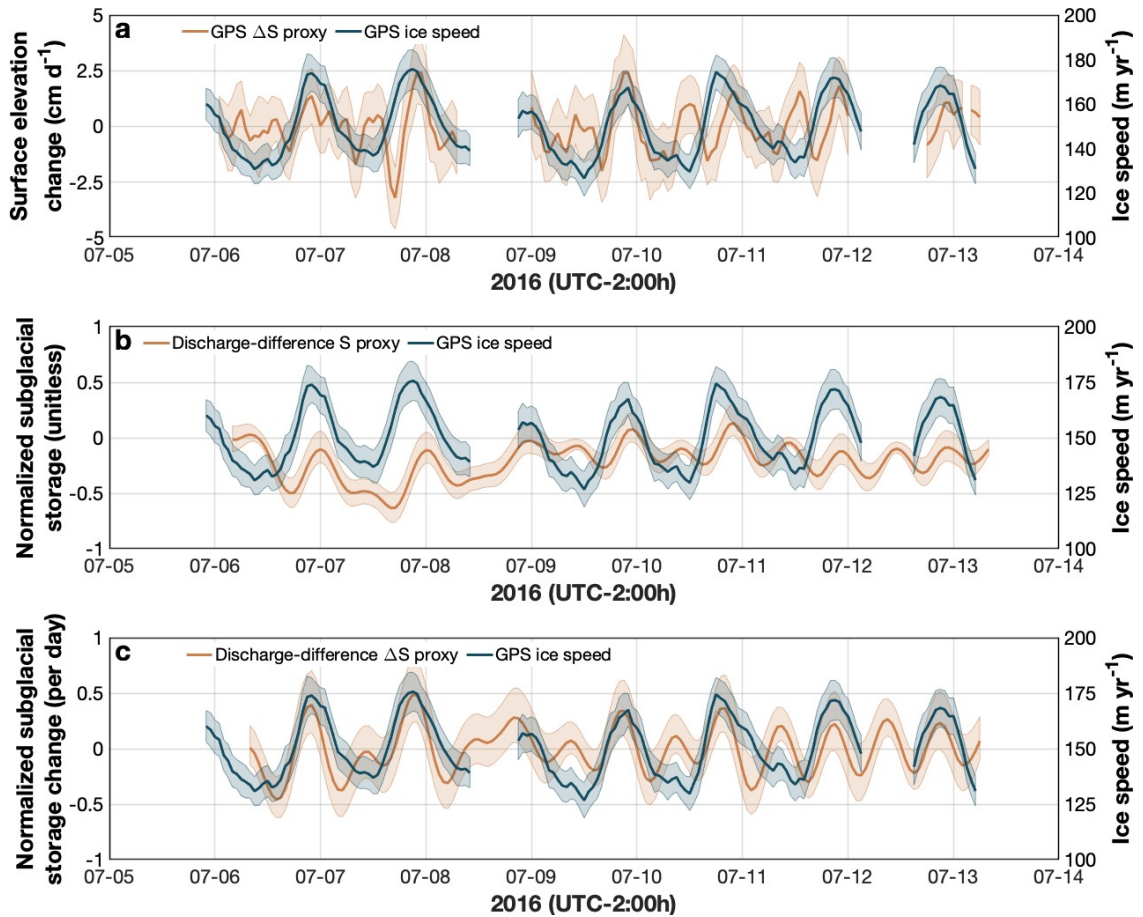 a
GPS ΔS proxy GPS ice speed
Surface elevation
change (cm d⁻¹)
5
2.5
0
-2.5
-5
200
180
160
140
120
100
Ice speed (m yr⁻¹)
07-05 07-06 07-07 07-08 07-09 07-10 07-11 07-12 07-13 07-14
2016 (UTC-2:00h)
b
Discharge-difference S proxy GPS ice speed
Normalized subglacial
storage (unitless)
1
0.5
0
-0.5
-1
200
175
150
125
100
Ice speed (m yr⁻¹)
07-05 07-06 07-07 07-08 07-09 07-10 07-11 07-12 07-13 07-14
2016 (UTC-2:00h)
c
Discharge-difference ΔS proxy GPS ice speed
Normalized subglacial
storage change (per day)
1
0.5
0
-0.5
-1
200
175
150
125
100
Ice speed (m yr⁻¹)
07-05 07-06 07-07 07-08 07-09 07-10 07-11 07-12 07-13 07-14
2016 (UTC-2:00h)